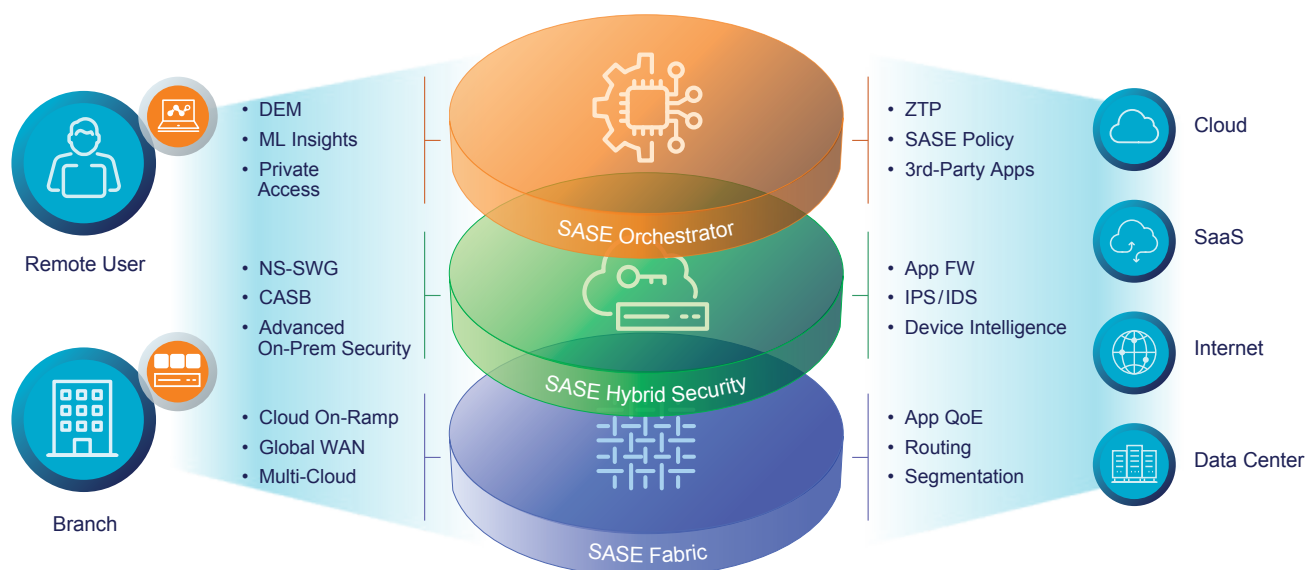 Remote User
Branch
• DEM
• ML Insights
• Private
Access
• NS-SWG
• CASB
• Advanced
On-Prem Security
• Cloud On-Ramp
• Global WAN
• Multi-Cloud
SASE Orchestrator
SASE Hybrid Security
SASE Fabric
• ZTP
• SASE Policy
• 3rd-Party Apps
• App FW
• IPS/IDS
• Device Intelligence
• App QoE
• Routing
• Segmentation
Cloud
SaaS
Internet
Data Center